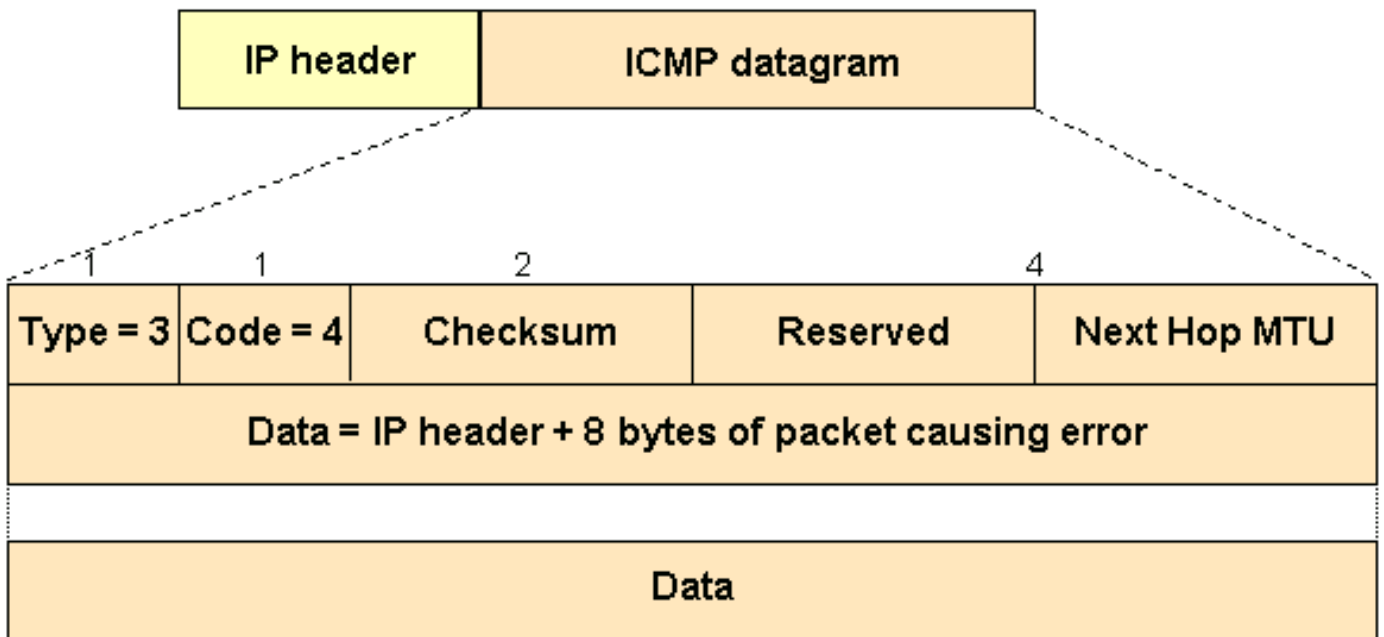 IP header ICMP datagram
1 1 2 4
Type = 3 Code = 4 Checksum Reserved Next Hop MTU
Data = IP header + 8 bytes of packet causing error
Data